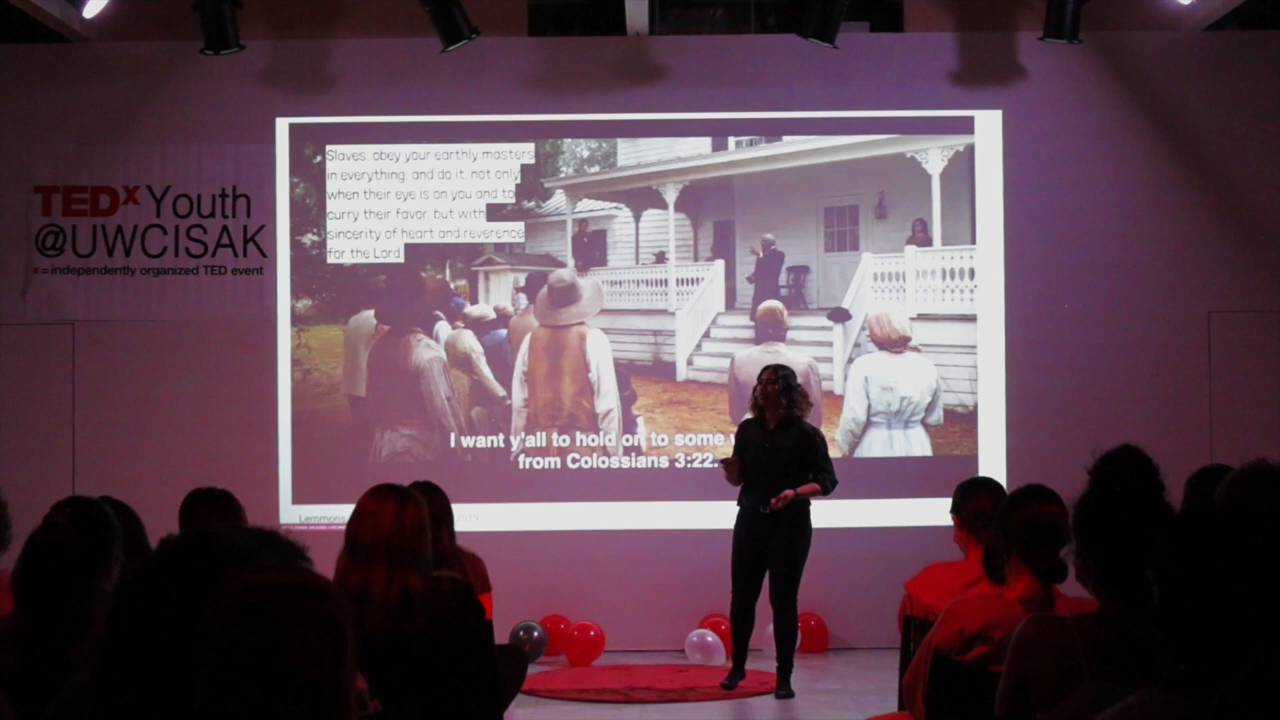 TEDxYouth
@UWCISAK
x = independently organized TED event
Slaves, obey your earthly masters
in everything; and do it, not only
when their eye is on you and to
curry their favor, but with
sincerity of heart and reverence
for the Lord
I want y'all to hold on to some
from Colossians 3:22.
Lemmons